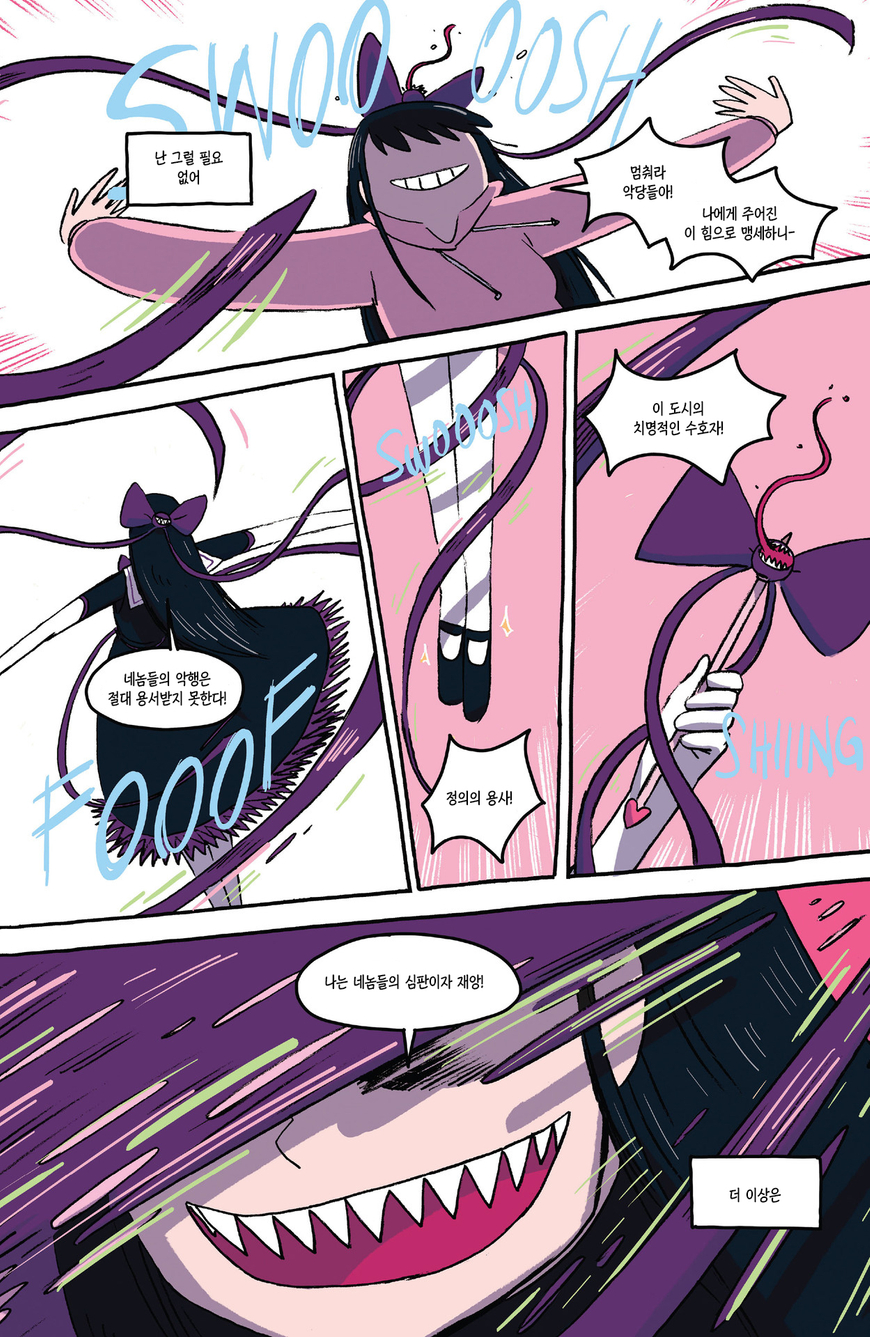 SWOOOOSH
난 그럴 필요
없어
멈춰라
악당들아!
나에게 주어진
이 힘으로 맹세하니-
네놈들의 악행은
절대 용서받지 못한다!
FOOOF
SWOOOSH
정의의 용사!
이 도시의
치명적인 수호자!
SHIIING
나는 네놈들의 심판이자 재앙!
더 이상은